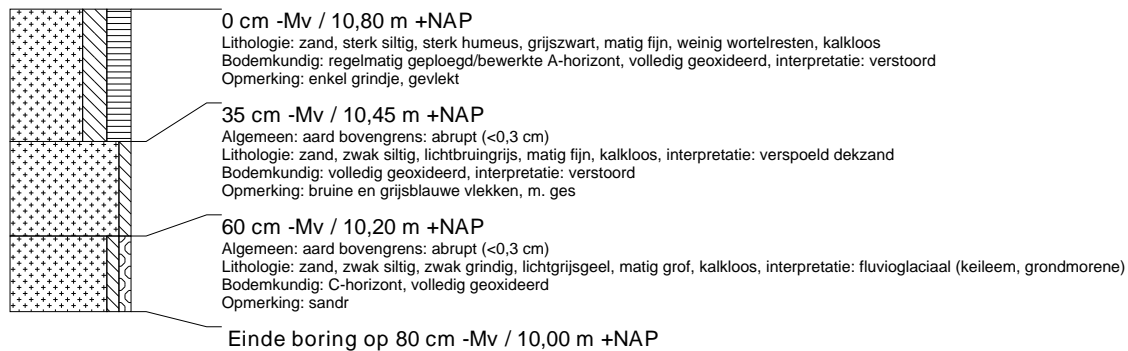 0 cm -Mv / 10,80 m +NAP
Lithologie: zand, sterk siltig, sterk humeus, grijszwart, matig fijn, weinig wortelresten, kalkloos
Bodemkundig: regelmatig geploegd/bewerkte A-horizont, volledig geoxideerd, interpretatie: verstoord
Opmerking: enkel grindje, gevlekt
35 cm -Mv / 10,45 m +NAP
Algemeen: aard bovengrens: abrupt (<0,3 cm)
Lithologie: zand, zwak siltig, lichtbruingrijs, matig fijn, kalkloos, interpretatie: verspoeld dekzand
Bodemkundig: volledig geoxideerd, interpretatie: verstoord
Opmerking: bruine en grijsblauwe vlekken, m. ges
60 cm -Mv / 10,20 m +NAP
Algemeen: aard bovengrens: abrupt (<0,3 cm)
Lithologie: zand, zwak siltig, zwak grindig, lichtgrijsgeel, matig grof, kalkloos, interpretatie: fluvioglaciaal (keileem, grondmorene)
Bodemkundig: C-horizont, volledig geoxideerd
Opmerking: sandr
Einde boring op 80 cm -Mv / 10,00 m +NAP